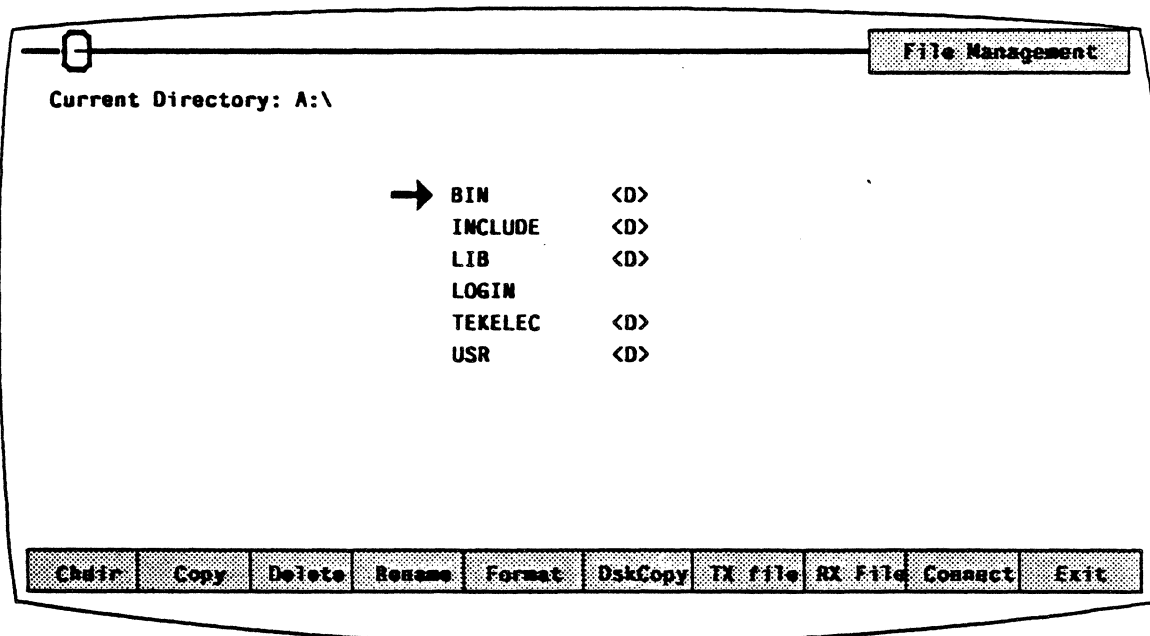 File Management
Current Directory: A:\
BIN <D>
INCLUDE <D>
LIB <D>
LOGIN
TEKELEC <D>
USR <D>
Chdir Copy Delete Rename Format DskCopy TX file RX File Connect Exit